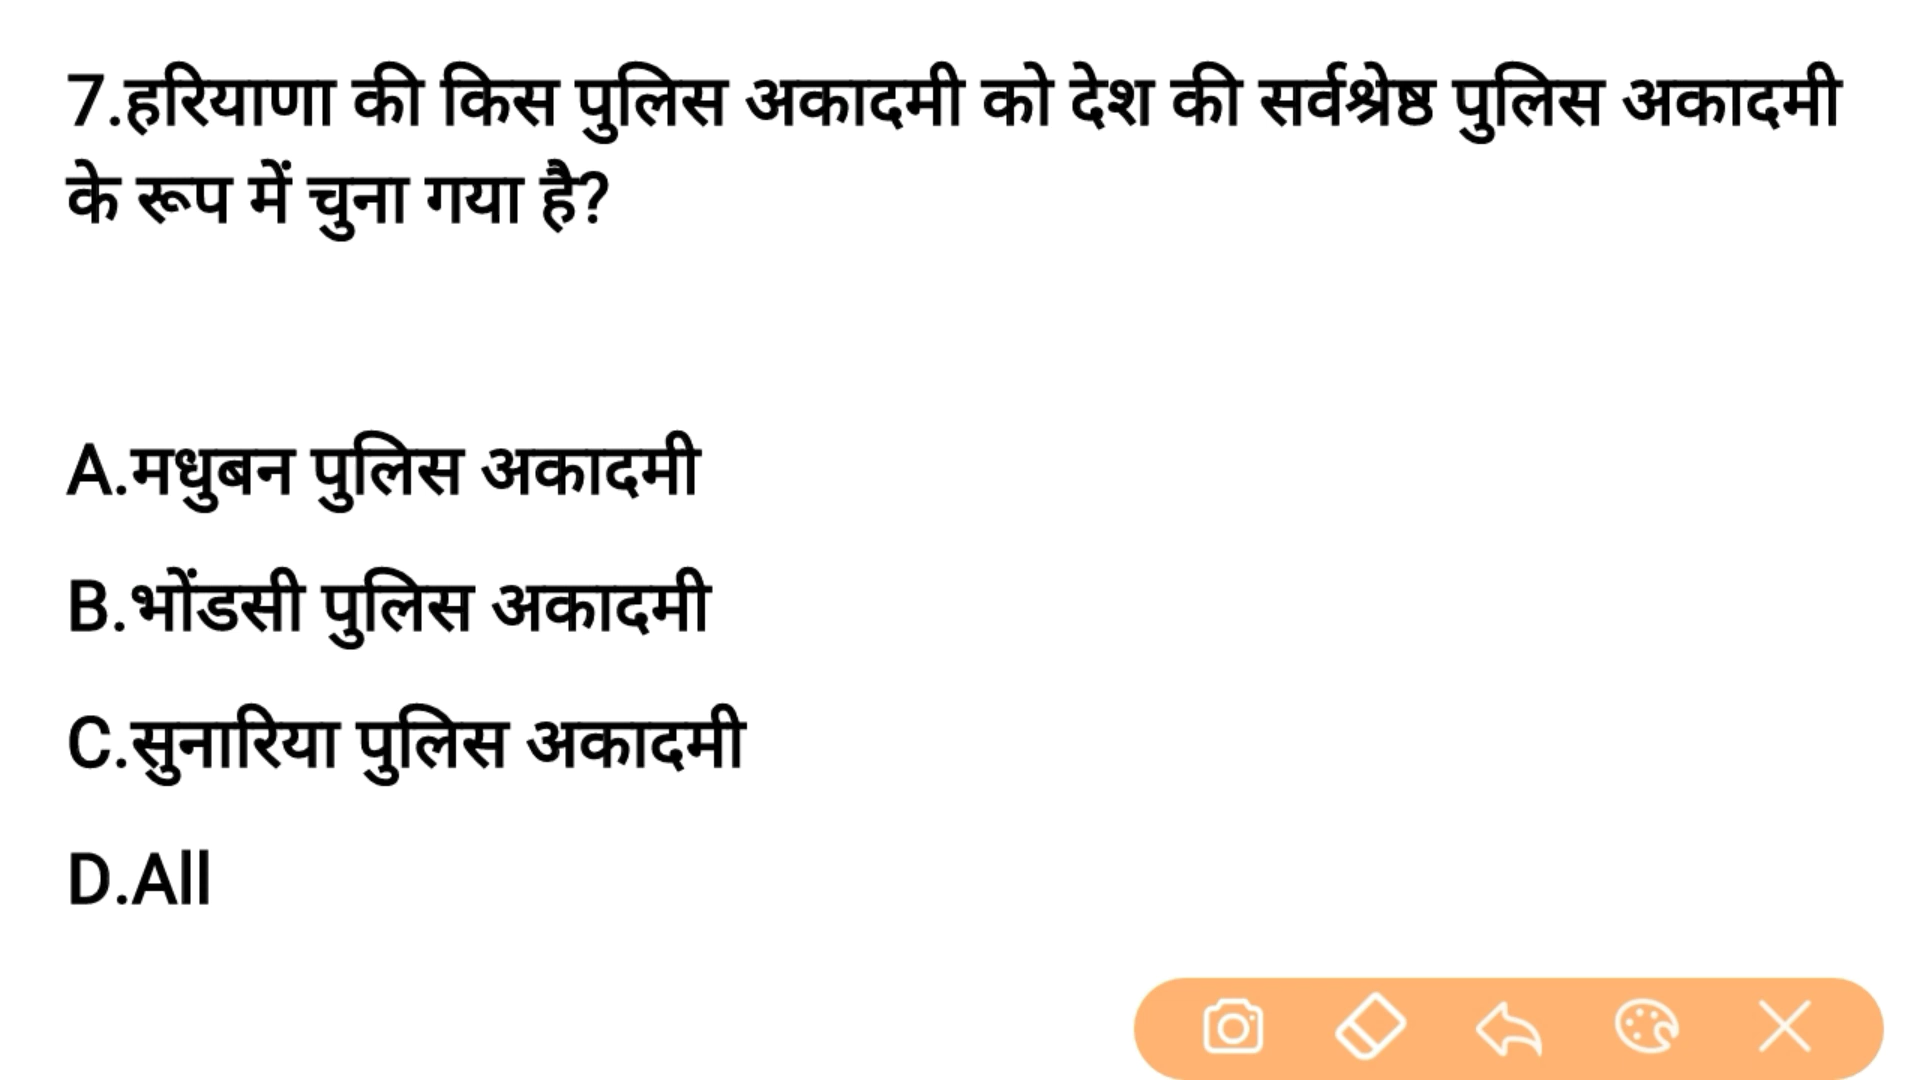 7.हरियाणा की किस पुलिस अकादमी को देश की सर्वश्रेष्ठ पुलिस अकादमी
के रूप में चुना गया है?
A.मधुबन पुलिस अकादमी
B.भोंडसी पुलिस अकादमी
C.सुनारिया पुलिस अकादमी
D.All